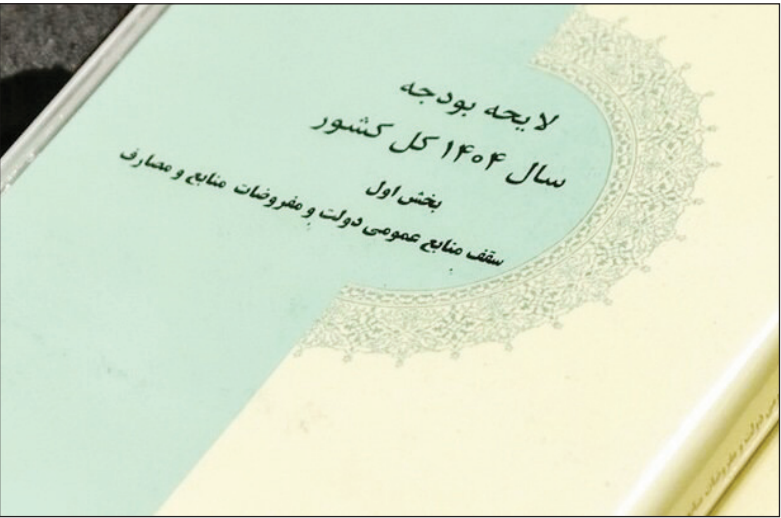 لایحه بودجه
سال ۱۴۰۴ کل کشور
بخش اول
سقف منابع عمومی دولت و مفروضات منابع و مصارف